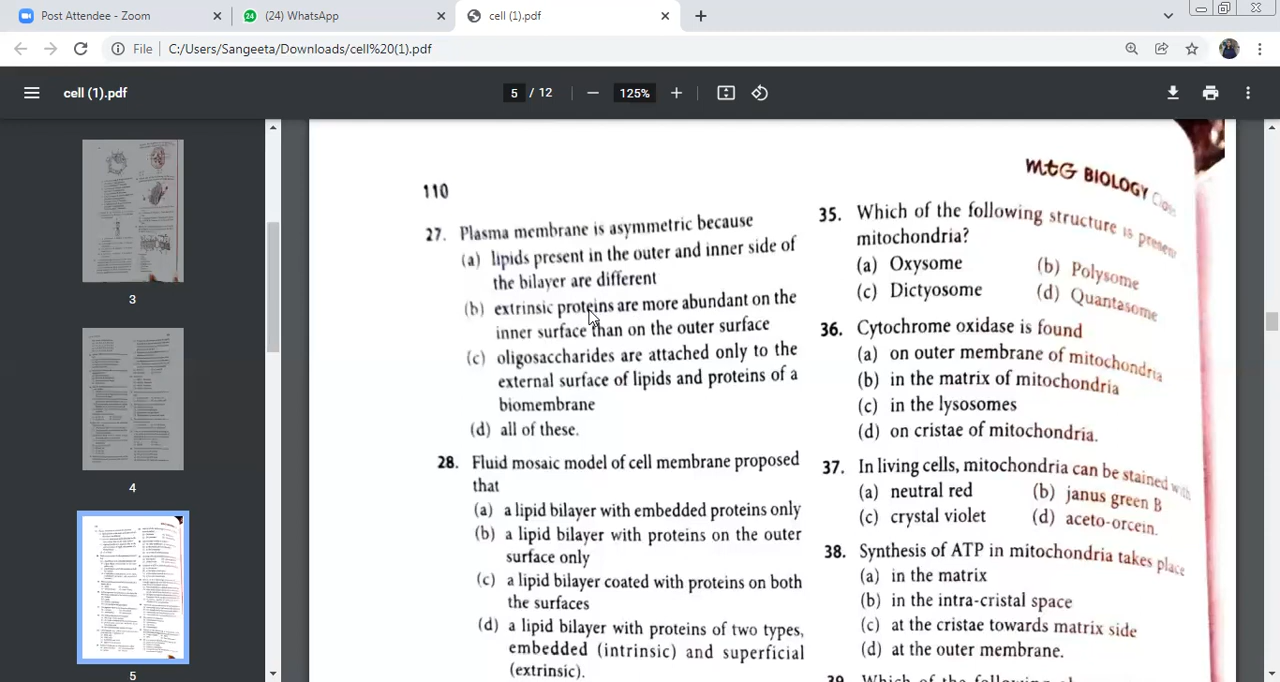 Post Attendee - Zoom
24
(24) WhatsApp
cell (1).pdf
File
C:/Users/Sangeeta/Downloads/cell%20(1).pdf
cell (1).pdf
5 / 12
125%
3
4
5
110
27. Plasma membrane is asymmetric because
(a) lipids present in the outer and inner side of
the bilayer are different
(b) extrinsic proteins are more abundant on the
inner surface than on the outer surface
(c) oligosaccharides are attached only to the
external surface of lipids and proteins of a
biomembrane
(d) all of these.
28. Fluid mosaic model of cell membrane proposed
that
(a) a lipid bilayer with embedded proteins only
(b) a lipid bilayer with proteins on the outer
surface only
(c) a lipid bilayer coated with proteins on both
the surfaces
(d) a lipid bilayer with proteins of two types,
embedded (intrinsic) and superficial
(extrinsic).
mtG BIOLOGY
35. Which of the following structure is present
mitochondria?
(a) Oxysome (b) Polysome
(c) Dictyosome (d) Quantasome
36. Cytochrome oxidase is found
(a) on outer membrane of mitochondria
(b) in the matrix of mitochondria
(c) in the lysosomes
(d) on cristae of mitochondria.
37. In living cells, mitochondria can be stained with
(a) neutral red (b) janus green B
(c) crystal violet (d) aceto-orcein.
38. Synthesis of ATP in mitochondria takes place
(a) in the matrix
(b) in the intra-cristal space
(c) at the cristae towards matrix side
(d) at the outer membrane.
39. Which of the following